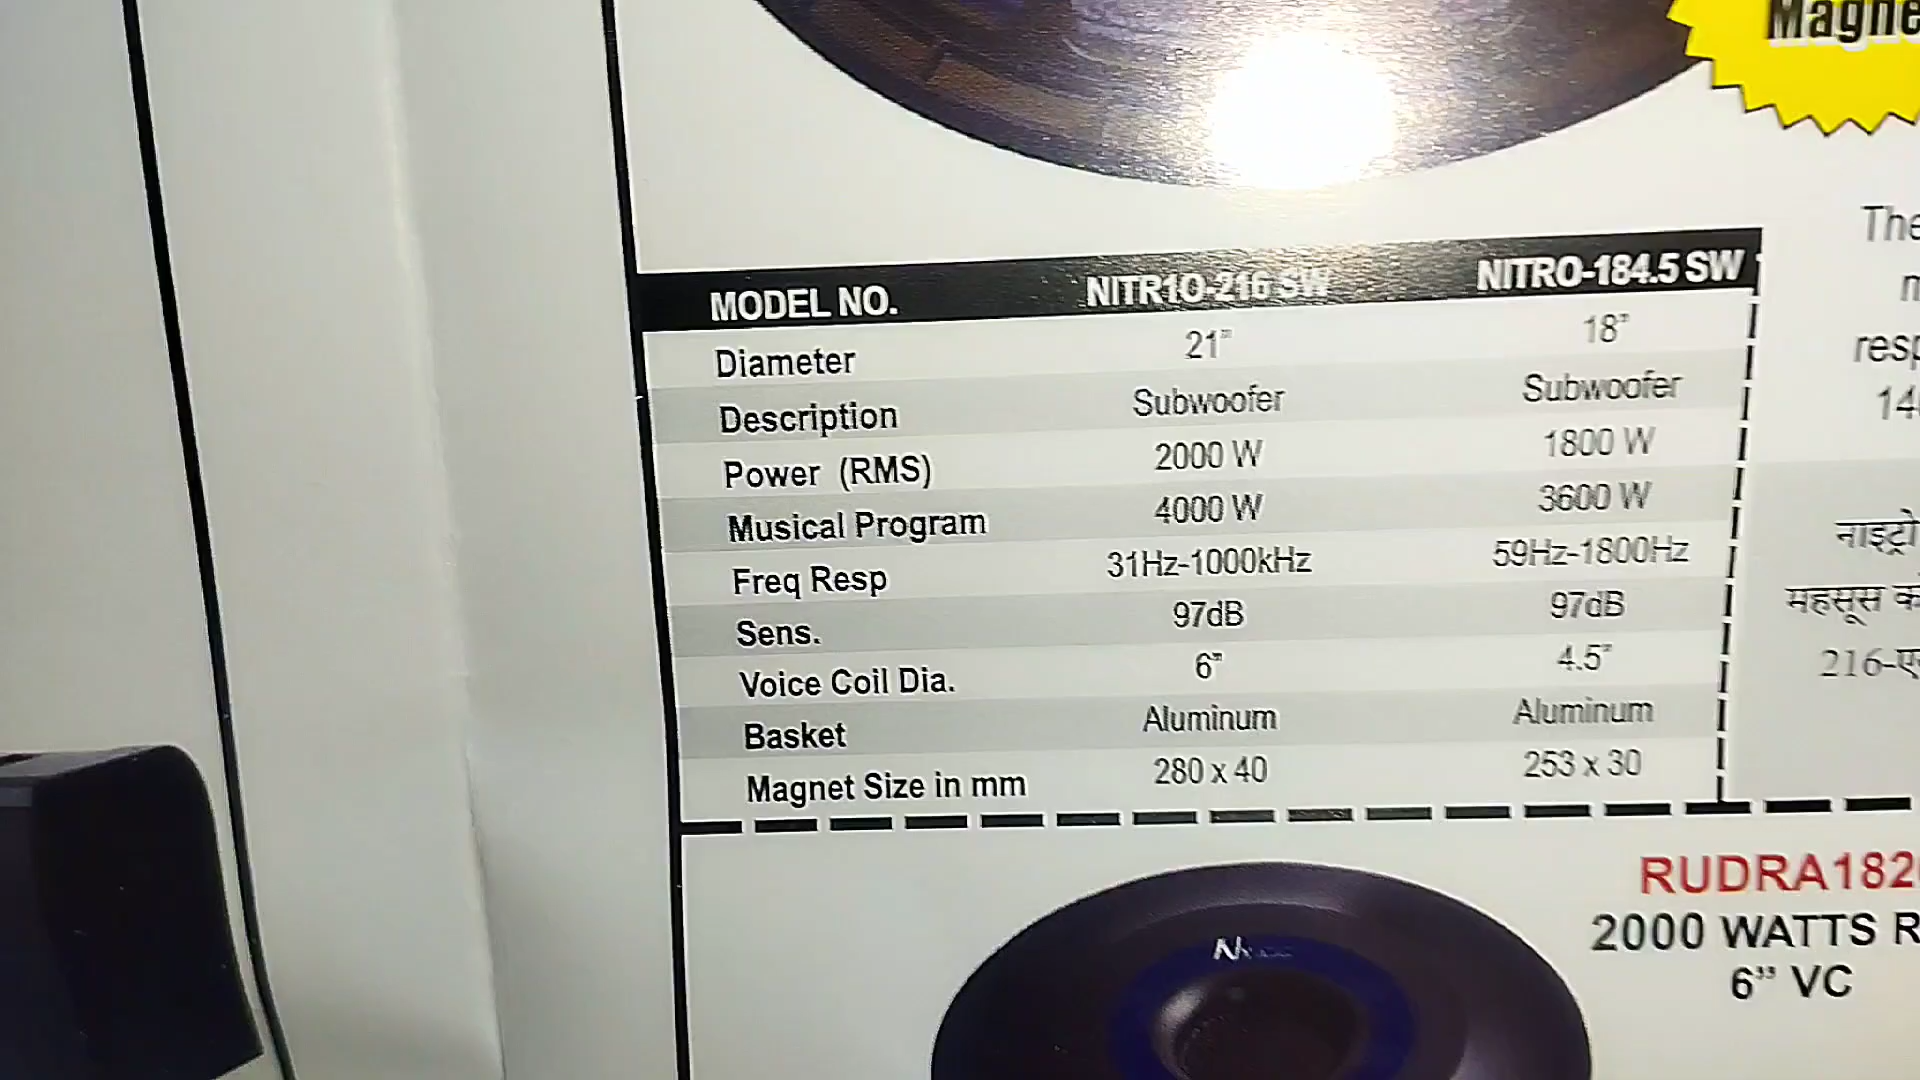 Magne
MODEL NO. NITR1O-216 SW NITRO-184.5 SW
Diameter 21" 18"
Description Subwoofer Subwoofer
Power (RMS) 2000 W 1800 W
Musical Program 4000 W 3600 W
Freq Resp 31Hz-1000kHz 59Hz-1800Hz
Sens. 97dB 97dB
Voice Coil Dia. 6" 4.5"
Basket Aluminum Aluminum
Magnet Size in mm 280 x 40 253 x 30
The
resp
14
नाइट्रो
महसूस
216-
RUDRA182
2000 WATTS R
6" VC